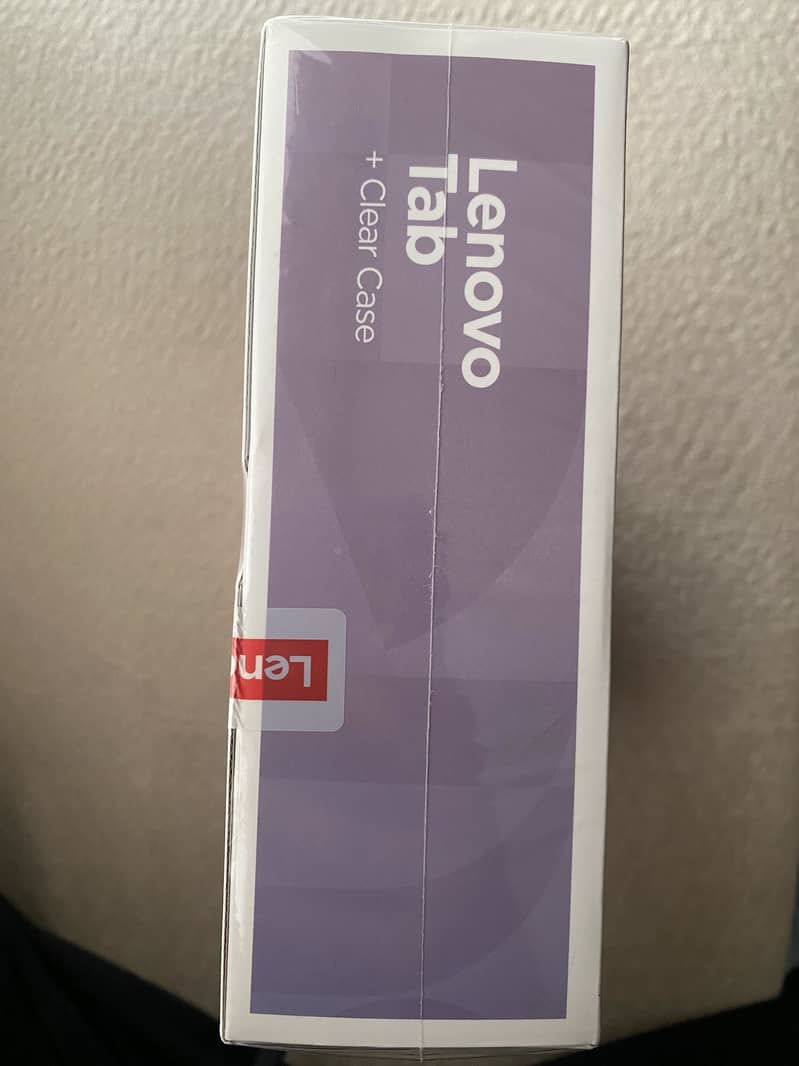 Lenovo
Tab
+ Clear Case
Len